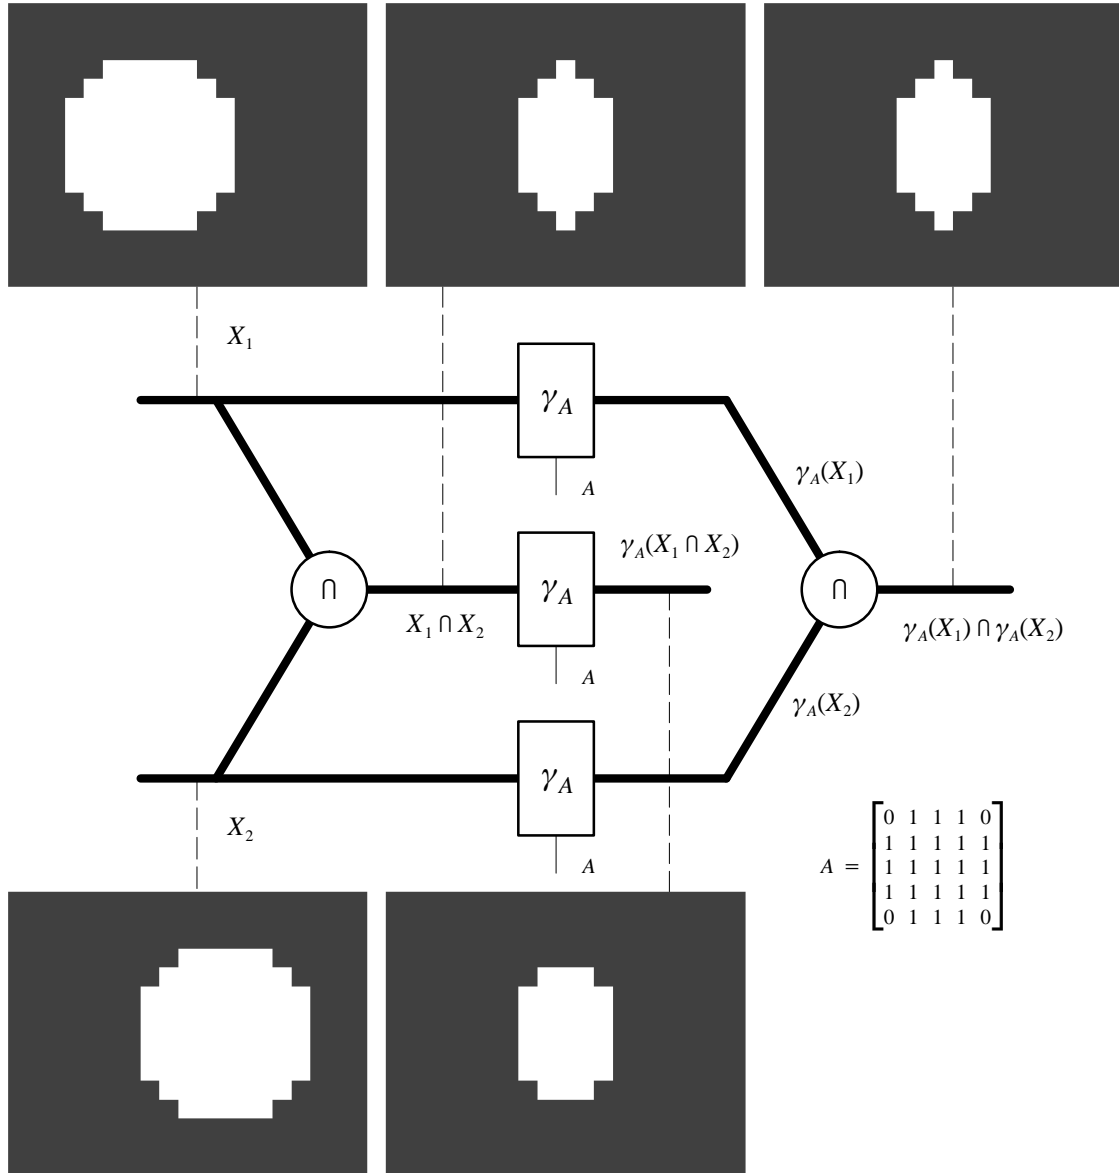 X₁
γ_A
A
γ_A(X₁)
γ_A(X₁ ∩ X₂)
∩
γ_A
∩
X₁ ∩ X₂
γ_A(X₁) ∩ γ_A(X₂)
A
γ_A(X₂)
γ_A
X₂
A
A =
0 1 1 1 0
1 1 1 1 1
1 1 1 1 1
1 1 1 1 1
0 1 1 1 0